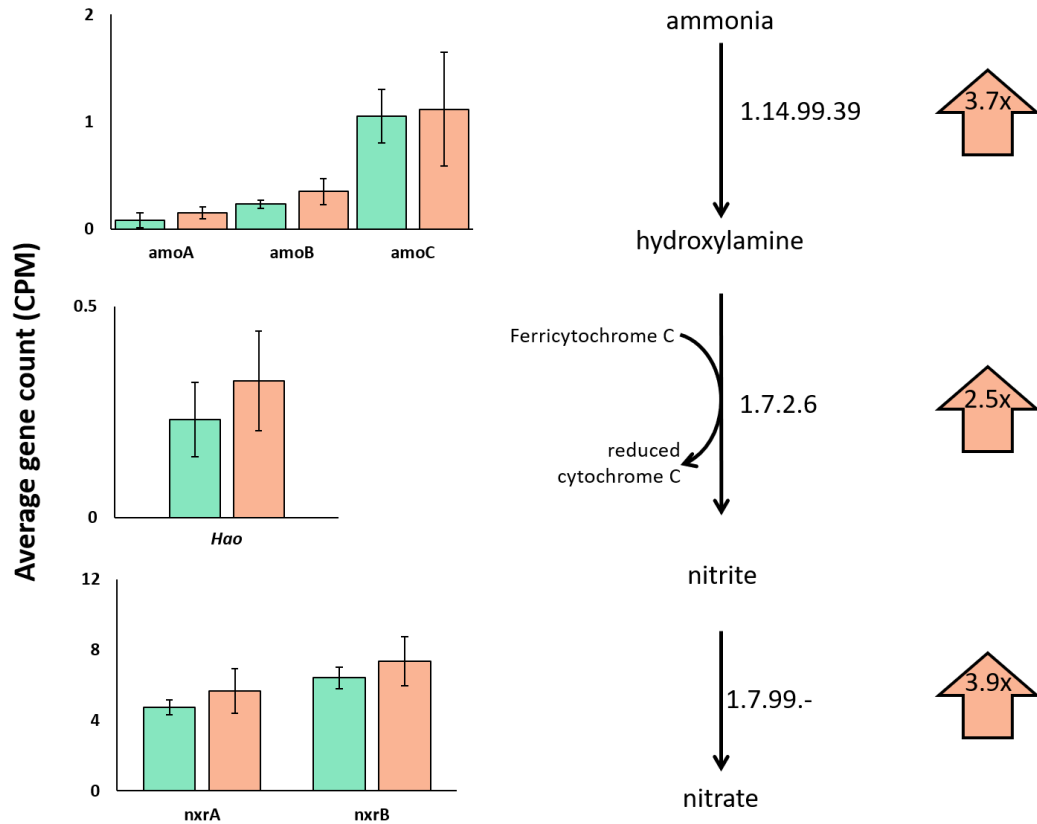 Average gene count (CPM)
2
1
0
amoA amoB amoC
0.5
0
Hao
12
8
4
0
nxrA nxrB
ammonia
1.14.99.39
3.7x
hydroxylamine
Ferricytochrome C
1.7.2.6
2.5x
reduced
cytochrome C
nitrite
1.7.99.-
3.9x
nitrate